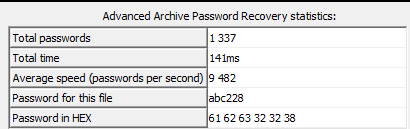 Advanced Archive Password Recovery statistics:
Total passwords 1 337
Total time 141ms
Average speed (passwords per second) 9 482
Password for this file abc228
Password in HEX 61 62 63 32 32 38